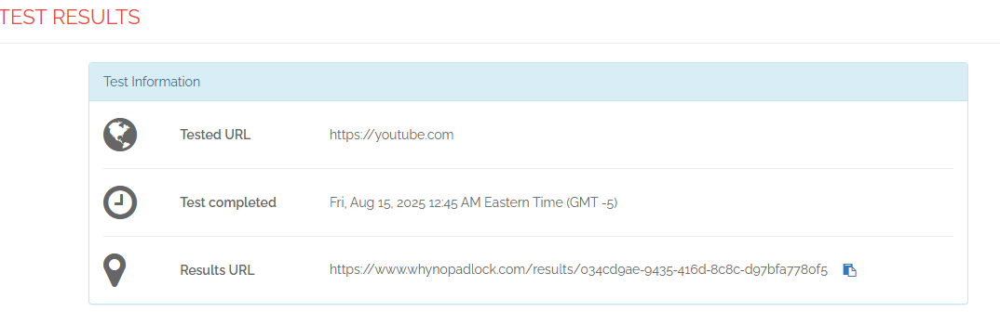 TEST RESULTS
Test Information
Tested URL https://youtube.com
Test completed Fri, Aug 15, 2025 12:45 AM Eastern Time (GMT -5)
Results URL https://www.whynopadlock.com/results/034cd9ae-9435-416d-8c8c-d97bfa7780f5